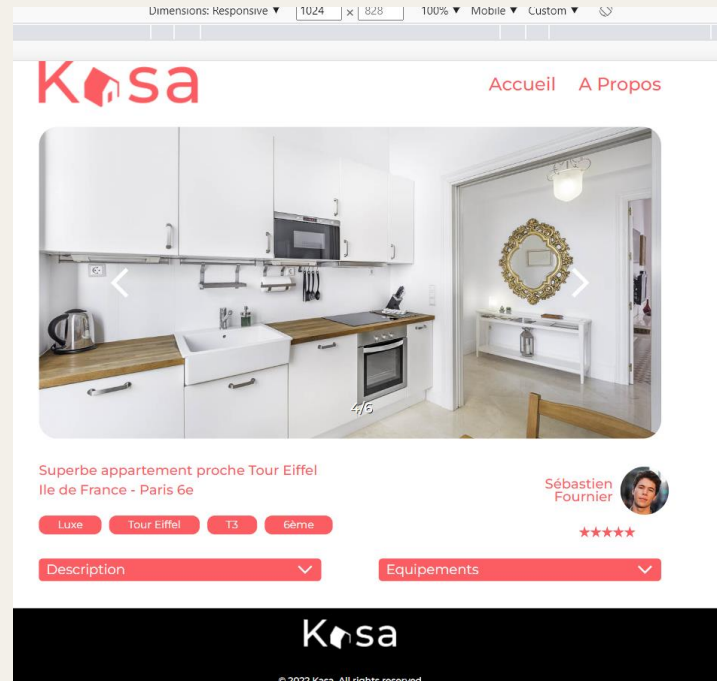 Dimensions: Responsive ▼ 1024 x 828 100% ▼ Mobile ▼ Custom ▼
Kasa
Accueil A Propos
4/6
Superbe appartement proche Tour Eiffel
Ile de France - Paris 6e
Sébastien
Fournier
Luxe Tour Eiffel T3 6ème
★★★★★
Description Equipements
Kasa
© 2022 Kasa. All rights reserved